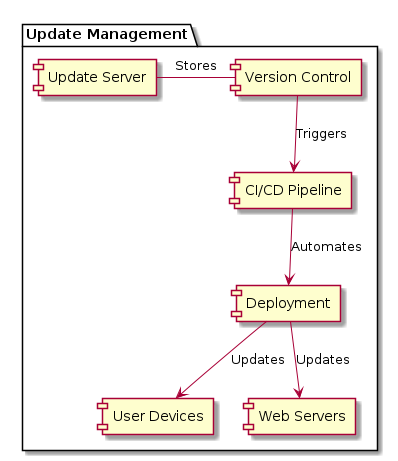 Update Management
Update Server
Stores
Version Control
Triggers
CI/CD Pipeline
Automates
Deployment
Updates
Updates
User Devices
Web Servers